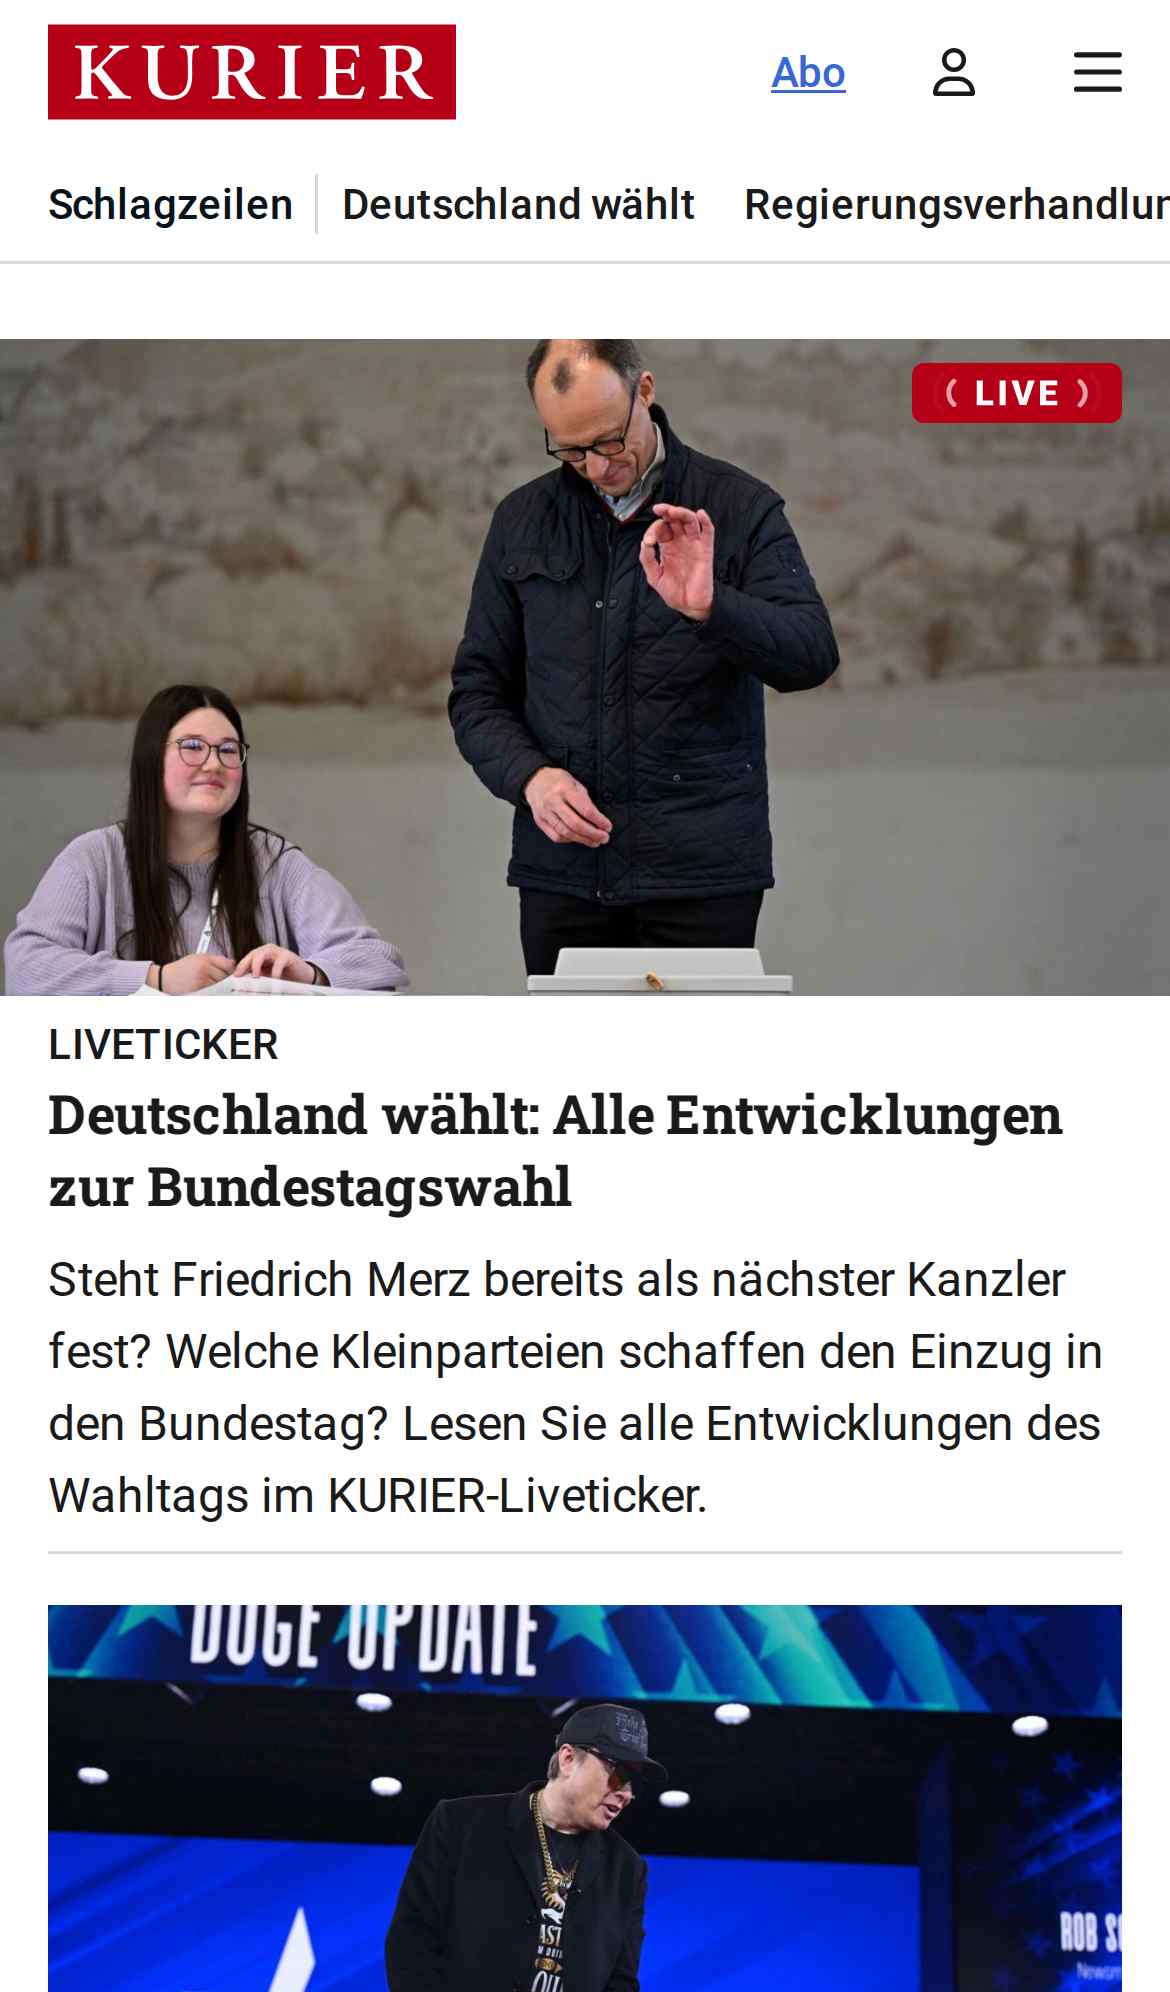 KURIER
Abo
Schlagzeilen
Deutschland wählt
LIVE
LIVETICKER
Deutschland wählt: Alle Entwicklungen
zur Bundestagswahl
Steht Friedrich Merz bereits als nächster Kanzler
fest? Welche Kleinparteien schaffen den Einzug in
den Bundestag? Lesen Sie alle Entwicklungen des
Wahltags im KURIER-Liveticker.
DOGE UPDATE
ROB